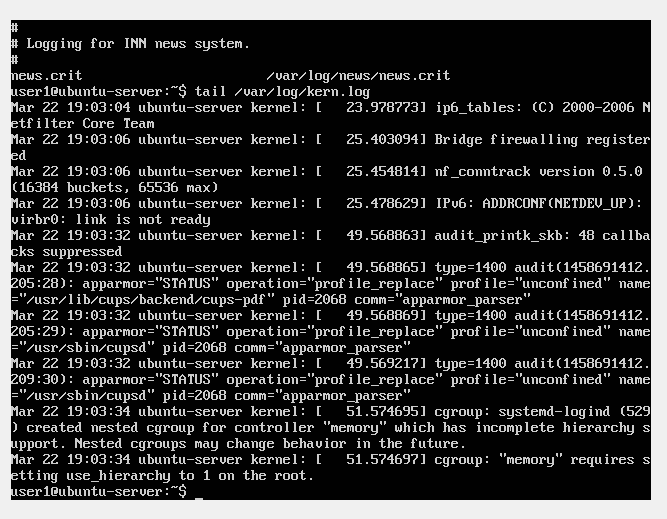 #
# Logging for INN news system.
#
news.crit                       /var/log/news/news.crit
user1@ubuntu-server:~$ tail /var/log/kern.log
Mar 22 19:03:04 ubuntu-server kernel: [   23.978773] ip6_tables: (C) 2000-2006 N
etfilter Core Team
Mar 22 19:03:06 ubuntu-server kernel: [   25.403094] Bridge firewalling register
ed
Mar 22 19:03:06 ubuntu-server kernel: [   25.454814] nf_conntrack version 0.5.0
(16384 buckets, 65536 max)
Mar 22 19:03:06 ubuntu-server kernel: [   25.478629] IPv6: ADDRCONF(NETDEV_UP):
virbr0: link is not ready
Mar 22 19:03:32 ubuntu-server kernel: [   49.568863] audit_printk_skb: 48 callba
cks suppressed
Mar 22 19:03:32 ubuntu-server kernel: [   49.568865] type=1400 audit(1458691412.
205:28): apparmor="STATUS" operation="profile_replace" profile="unconfined" name
="/usr/lib/cups/backend/cups-pdf" pid=2068 comm="apparmor_parser"
Mar 22 19:03:32 ubuntu-server kernel: [   49.568869] type=1400 audit(1458691412.
205:29): apparmor="STATUS" operation="profile_replace" profile="unconfined" name
="/usr/sbin/cupsd" pid=2068 comm="apparmor_parser"
Mar 22 19:03:32 ubuntu-server kernel: [   49.569217] type=1400 audit(1458691412.
209:30): apparmor="STATUS" operation="profile_replace" profile="unconfined" name
="/usr/sbin/cupsd" pid=2068 comm="apparmor_parser"
Mar 22 19:03:34 ubuntu-server kernel: [   51.574695] cgroup: systemd-logind (529
) created nested cgroup for controller "memory" which has incomplete hierarchy s
upport. Nested cgroups may change behavior in the future.
Mar 22 19:03:34 ubuntu-server kernel: [   51.574697] cgroup: "memory" requires s
etting use_hierarchy to 1 on the root.
user1@ubuntu-server:~$ _